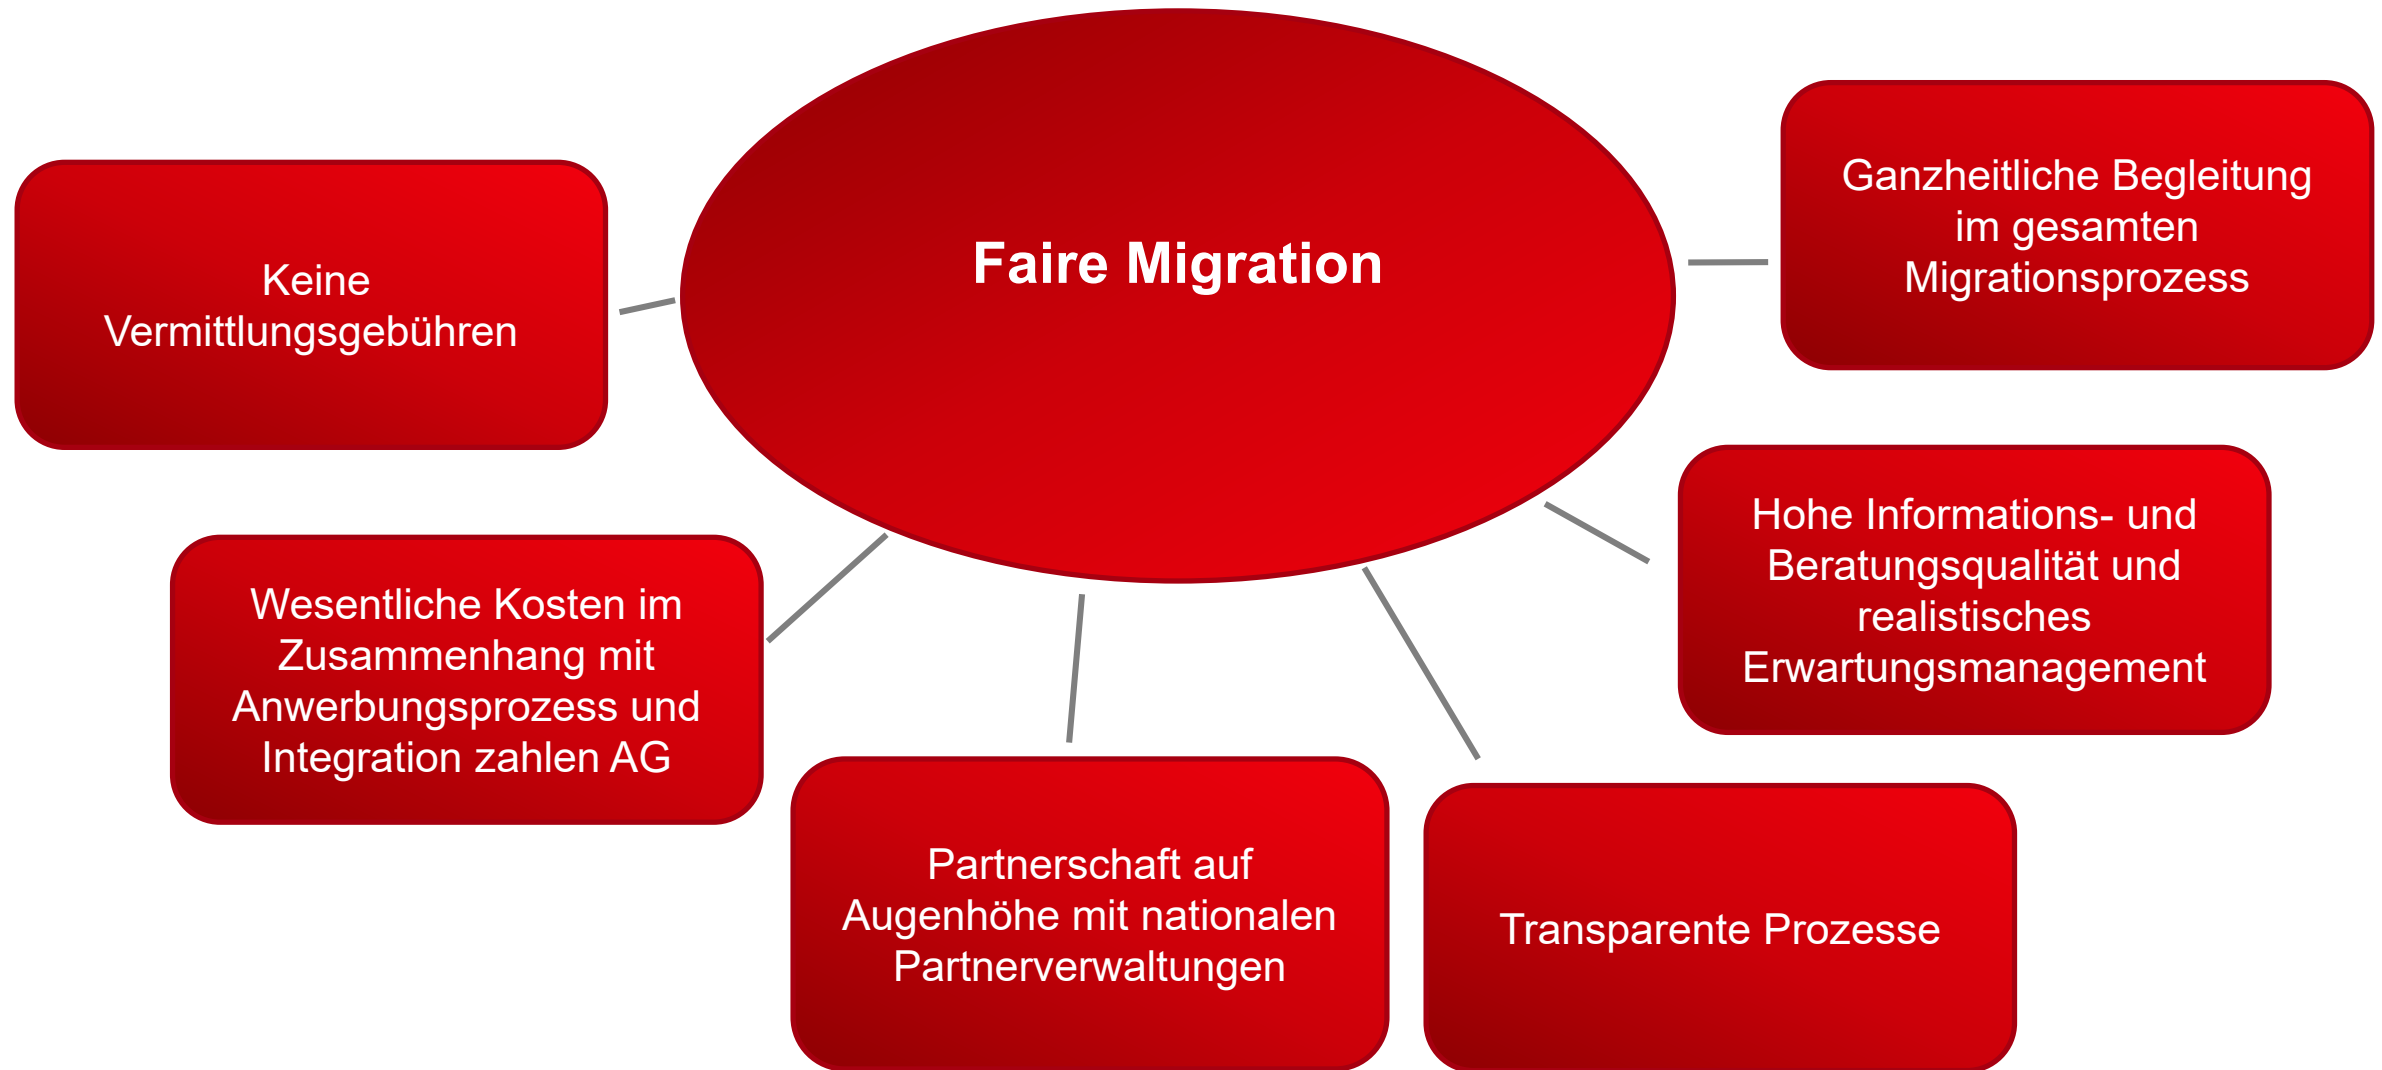 Faire Migration
Keine
Vermittlungsgebühren
Wesentliche Kosten im
Zusammenhang mit
Anwerbungsprozess und
Integration zahlen AG
Partnerschaft auf
Augenhöhe mit nationalen
Partnerverwaltungen
Transparente Prozesse
Hohe Informations- und
Beratungsqualität und
realistisches
Erwartungsmanagement
Ganzheitliche Begleitung
im gesamten
Migrationsprozess